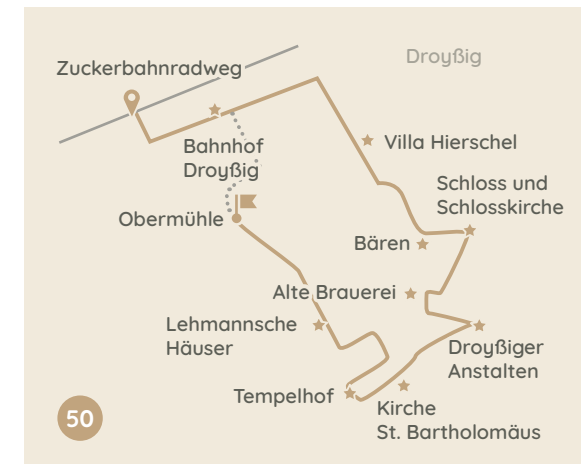 Droyßig
Zuckerbahnradweg
Bahnhof
Droyßig
Villa Hierschel
Schloss und
Schlosskirche
Obermühle
Bären
Alte Brauerei
Lehmannsche
Häuser
Droyßiger
Anstalten
Tempelhof
Kirche
St. Bartholomäus
50